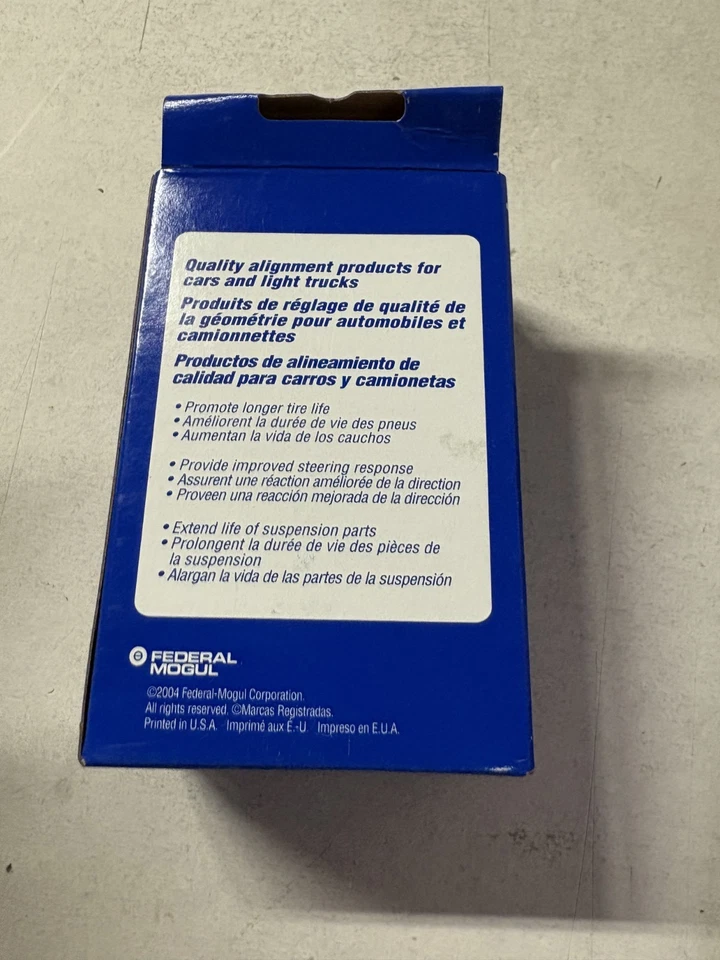 Quality alignment products for
cars and light trucks
Produits de réglage de qualité de
la géométrie pour automobiles et
camionnettes
Productos de alineamiento de
calidad para carros y camionetas
• Promote longer tire life
• Améliorent la durée de vie des pneus
• Aumentan la vida de los cauchos
• Provide improved steering response
• Assurent une réaction améliorée de la direction
• Proveen una reacción mejorada de la dirección
• Extend life of suspension parts
• Prolongent la durée de vie des pièces de
la suspension
• Alargan la vida de las partes de la suspensión
FEDERAL
MOGUL
©2004 Federal-Mogul Corporation.
All rights reserved. ©Marcas Registradas.
Printed in U.S.A. Imprimé aux É.-U. Impreso en E.U.A.